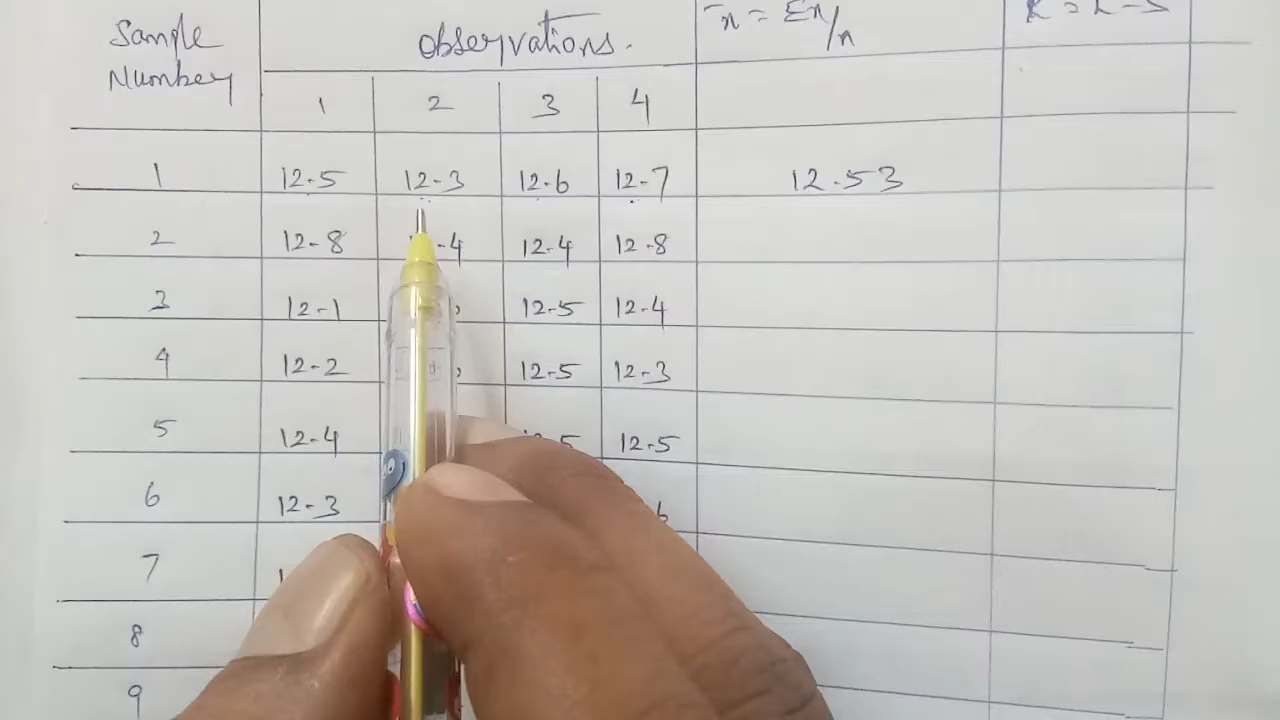 Sample Number
observations.
x̄ = Σx/n
R = L - S
1 2 3 4
1 12.5 12.3 12.6 12.7 12.53
2 12.8 12.4 12.8
3 12.1 12.5 12.4
4 12.2 12.5 12.3
5 12.4 12.5
6 12.3
7
8
9